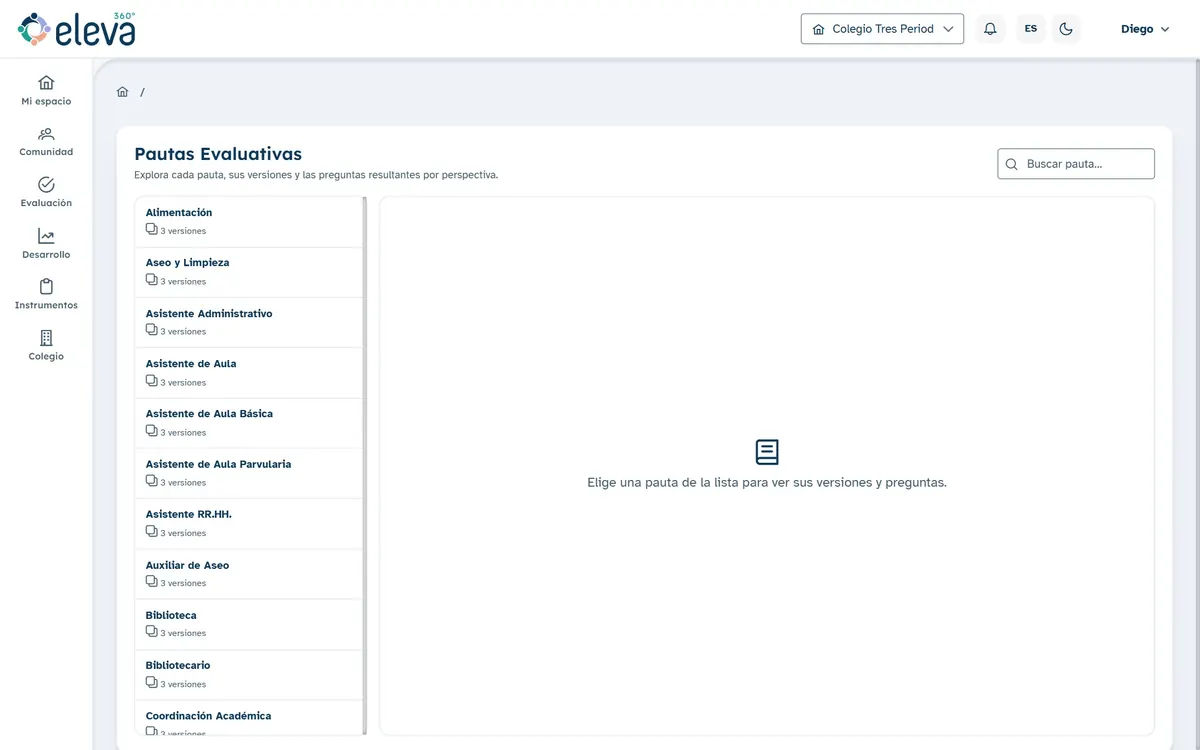 eleva 360°
Colegio Tres Period
ES
Diego
Mi espacio
Comunidad
Evaluación
Desarrollo
Instrumentos
Colegio
/
Pautas Evaluativas
Explora cada pauta, sus versiones y las preguntas resultantes por perspectiva.
Buscar pauta...
Alimentación
3 versiones
Aseo y Limpieza
3 versiones
Asistente Administrativo
3 versiones
Asistente de Aula
3 versiones
Asistente de Aula Básica
3 versiones
Asistente de Aula Parvularia
3 versiones
Asistente RR.HH.
3 versiones
Auxiliar de Aseo
3 versiones
Biblioteca
3 versiones
Bibliotecario
3 versiones
Coordinación Académica
3 versiones
Elige una pauta de la lista para ver sus versiones y preguntas.